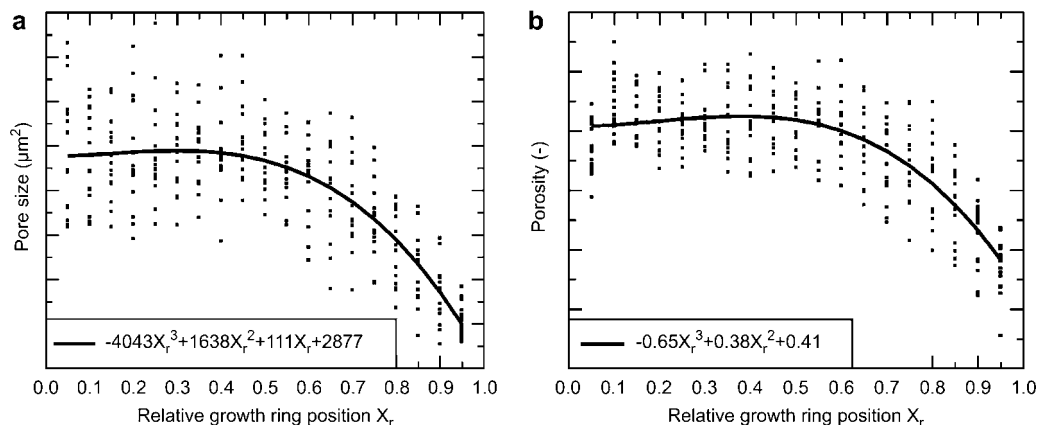 a
Pore size (µm²)
-4043Xᵣ³+1638Xᵣ²+111Xᵣ+2877
0.0 0.1 0.2 0.3 0.4 0.5 0.6 0.7 0.8 0.9 1.0
Relative growth ring position Xᵣ
b
Porosity (-)
-0.65Xᵣ³+0.38Xᵣ²+0.41
0.0 0.1 0.2 0.3 0.4 0.5 0.6 0.7 0.8 0.9 1.0
Relative growth ring position Xᵣ